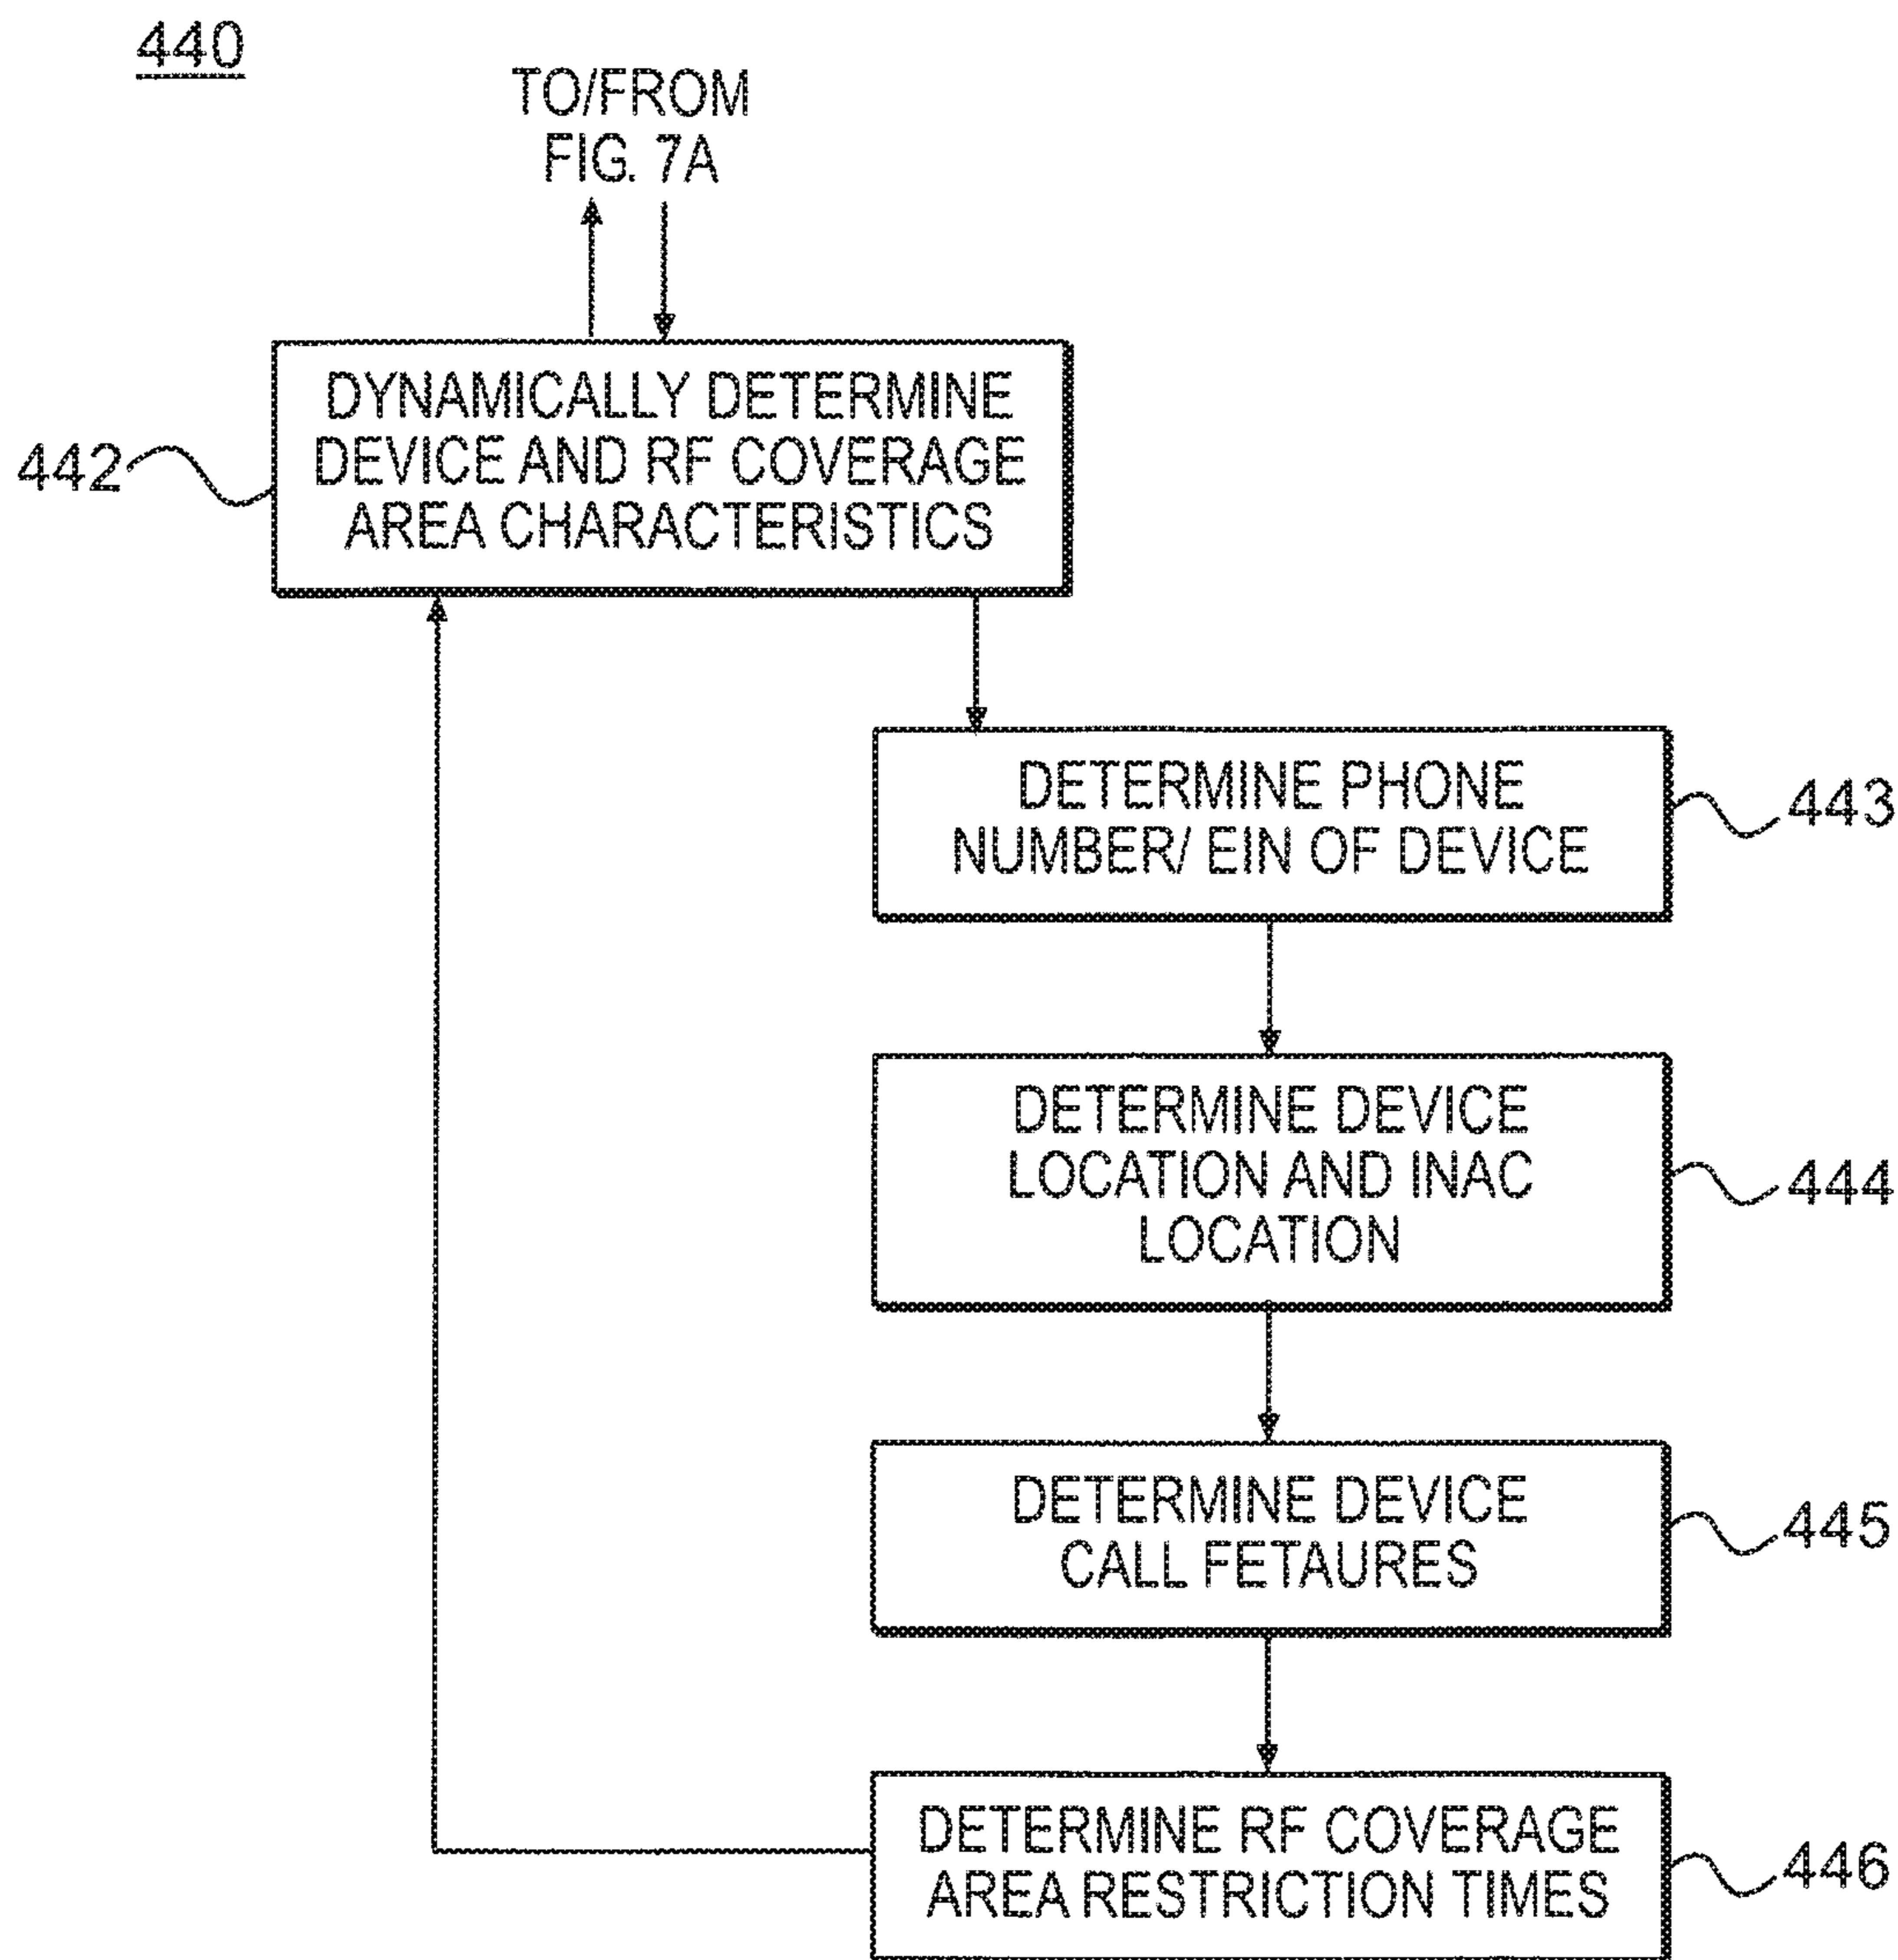 440
TO/FROM
FIG. 7A
DYNAMICALLY DETERMINE
DEVICE AND RF COVERAGE
AREA CHARACTERISTICS
442
DETERMINE PHONE
NUMBER/ EIN OF DEVICE
443
DETERMINE DEVICE
LOCATION AND INAC
LOCATION
444
DETERMINE DEVICE
CALL FETAURES
445
DETERMINE RF COVERAGE
AREA RESTRICTION TIMES
446